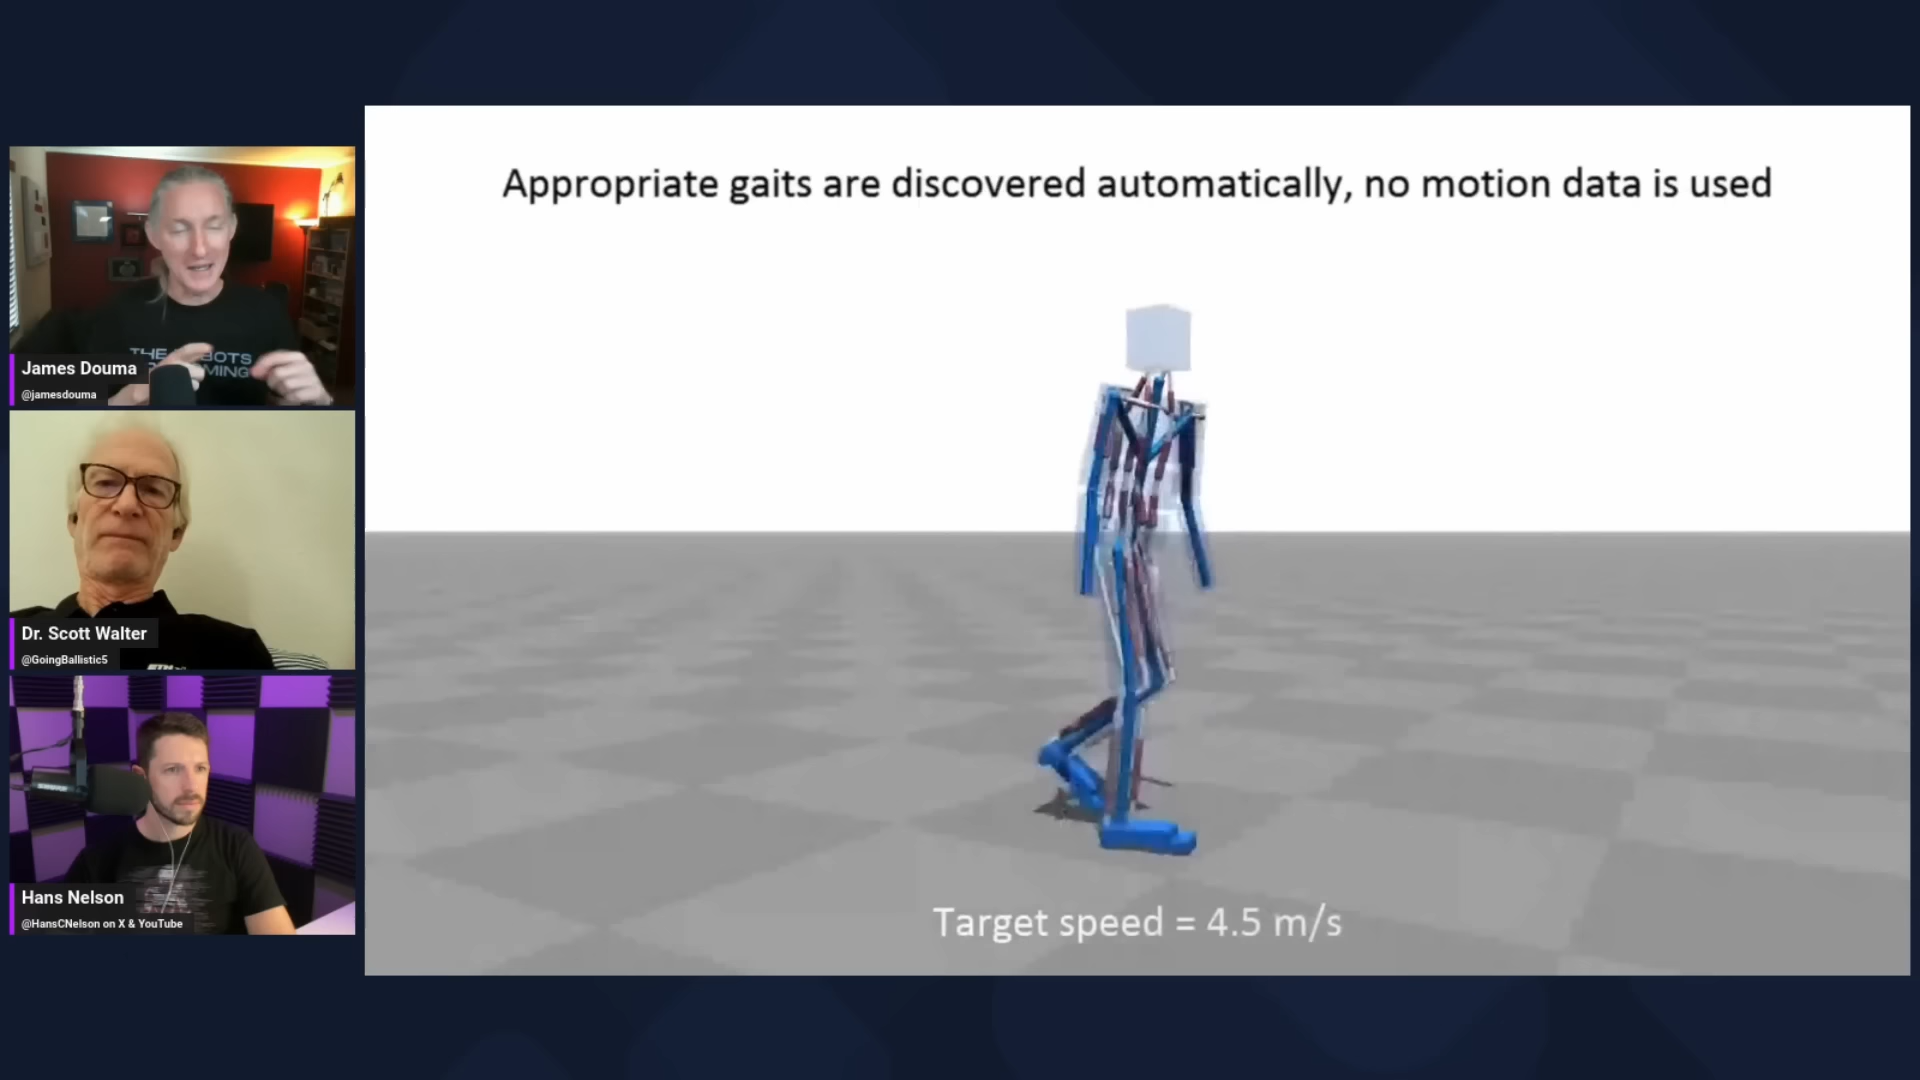 Appropriate gaits are discovered automatically, no motion data is used
Target speed = 4.5 m/s
James Douma
@jamesdouma
Dr. Scott Walter
@GoingBallistic5
Hans Nelson
@HansCNelson on X & YouTube